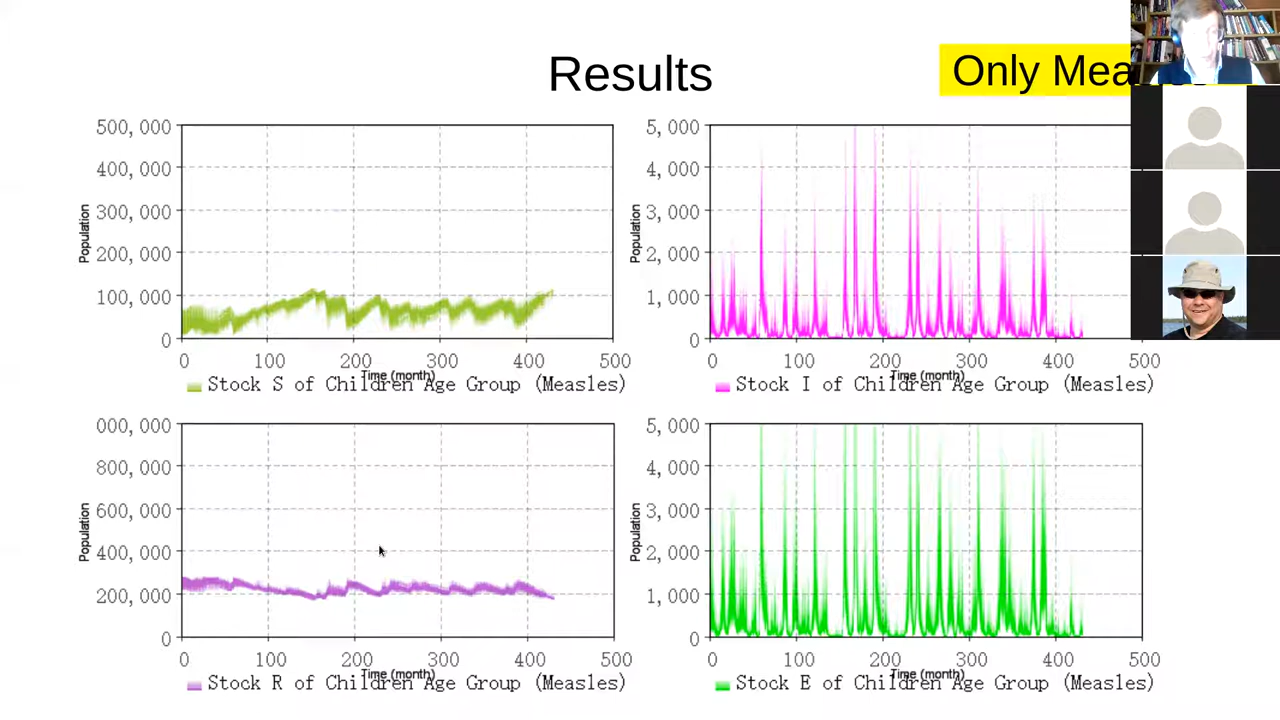 Results
Only Mea
500, 000
400, 000
300, 000
200, 000
100, 000
0
Population
0 100 200 300 400 500
Time (month)
Stock S of Children Age Group (Measles)
5, 000
4, 000
3, 000
2, 000
1, 000
0
Population
0 100 200 300 400 500
Time (month)
Stock I of Children Age Group (Measles)
000, 000
800, 000
600, 000
400, 000
200, 000
0
Population
0 100 200 300 400 500
Time (month)
Stock R of Children Age Group (Measles)
5, 000
4, 000
3, 000
2, 000
1, 000
0
Population
0 100 200 300 400 500
Time (month)
Stock E of Children Age Group (Measles)